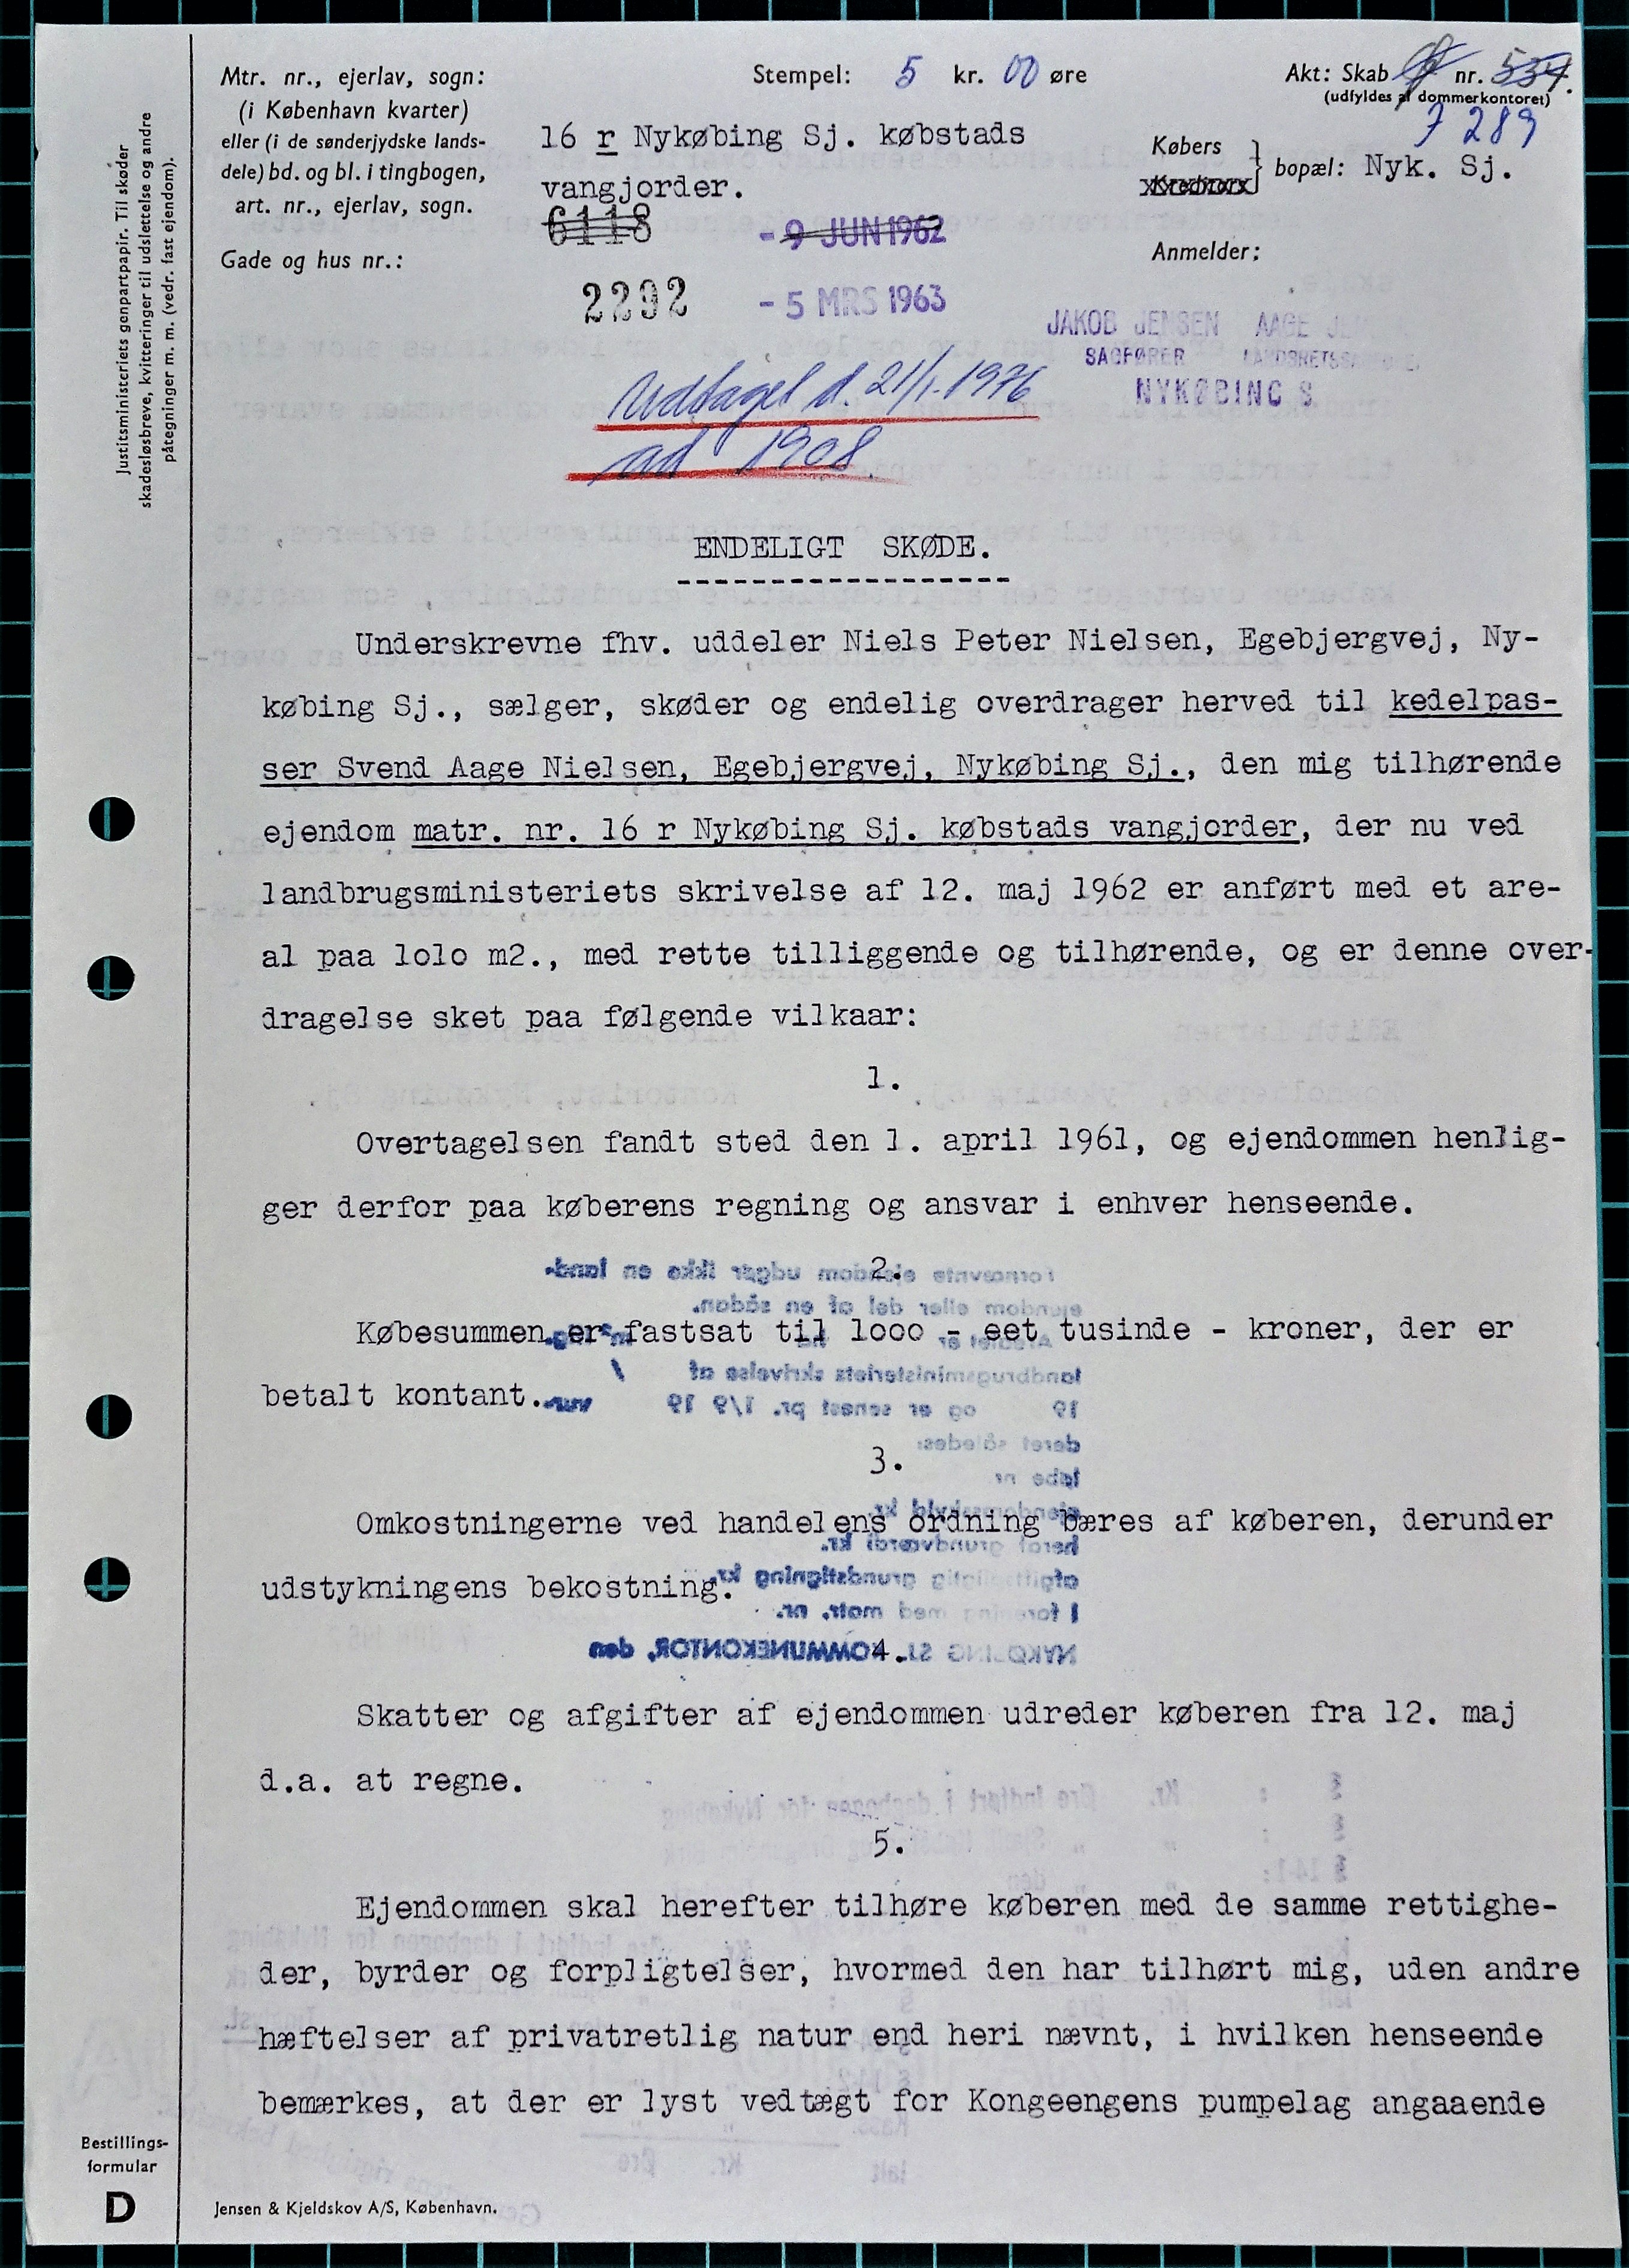 Mtr. nr., ejerlav, sogn:
(i København kvarter)
eller (i de sønderjydske lands-
dele) bd. og bl. i tingbogen,
art. nr., ejerlav, sogn.
Gade og hus nr.:
Stempel: 5 kr. 00 øre
16 r Nykøbing Sj. købstads
vangjorder.
6118 - 9 JUN 1962
2292 - 5 MRS 1963
Akt: Skab nr. 534.
(udfyldes af dommerkontoret)
7 289
Købers
Kreditors
bopæl: Nyk. Sj.
Anmelder:
JAKOB JENSEN AAGE
SAGFØRER
NYKØBING S
Udtaget d. 21/1.1976
ad 1908.
Justitsministeriets genpartpapir. Til skøder
skadesløsbreve, kvitteringer til udslettelse og andre
påtegninger m. m. (vedr. fast ejendom).
ENDELIGT SKØDE.
Underskrevne fhv. uddeler Niels Peter Nielsen, Egebjergvej, Ny-
købing Sj., sælger, skøder og endelig overdrager herved til kedelpas-
ser Svend Aage Nielsen, Egebjergvej, Nykøbing Sj., den mig tilhørende
ejendom matr. nr. 16 r Nykøbing Sj. købstads vangjorder, der nu ved
landbrugsministeriets skrivelse af 12. maj 1962 er anført med et are-
al paa lolo m2., med rette tilliggende og tilhørende, og er denne over-
dragelse sket paa følgende vilkaar:
1.
Overtagelsen fandt sted den 1. april 1961, og ejendommen henlig-
ger derfor paa køberens regning og ansvar i enhver henseende.
2.
Købesummen er fastsat til looo - eet tusinde - kroner, der er
betalt kontant.
3.
Omkostningerne ved handelens ordning bæres af køberen, derunder
udstykningens bekostning.
4.
Skatter og afgifter af ejendommen udreder køberen fra 12. maj
d.a. at regne.
5.
Ejendommen skal herefter tilhøre køberen med de samme rettighe-
der, byrder og forpligtelser, hvormed den har tilhørt mig, uden andre
hæftelser af privatretlig natur end heri nævnt, i hvilken henseende
bemærkes, at der er lyst vedtægt for Kongeengens pumpelag angaaende
Bestillings-
formular
D
Jensen & Kjeldskov A/S, København.